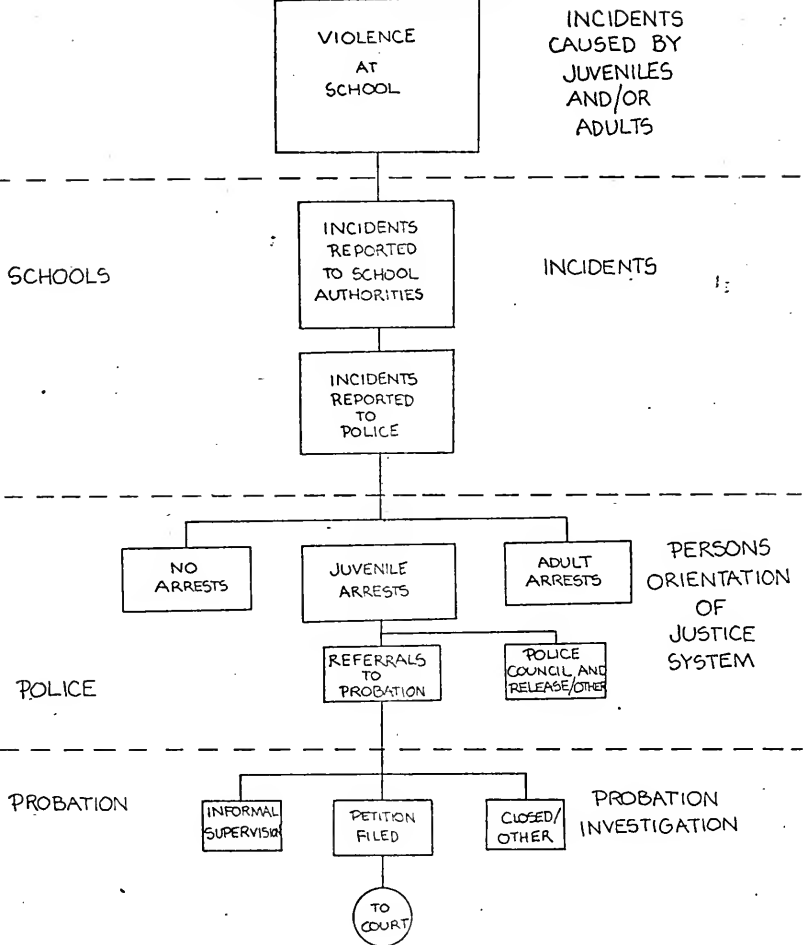 VIOLENCE
AT
SCHOOL
INCIDENTS
CAUSED BY
JUVENILES
AND/OR
ADULTS
SCHOOLS
INCIDENTS
REPORTED
TO SCHOOL
AUTHORITIES
INCIDENTS
INCIDENTS
REPORTED
TO
POLICE
NO
ARRESTS
JUVENILE
ARRESTS
ADULT
ARRESTS
PERSONS
ORIENTATION
OF
JUSTICE
SYSTEM
POLICE
REFERRALS
TO
PROBATION
POLICE
COUNCIL AND
RELEASE/OTHER
PROBATION
INFORMAL
SUPERVISION
PETITION
FILED
CLOSED/
OTHER
PROBATION
INVESTIGATION
TO
COURT